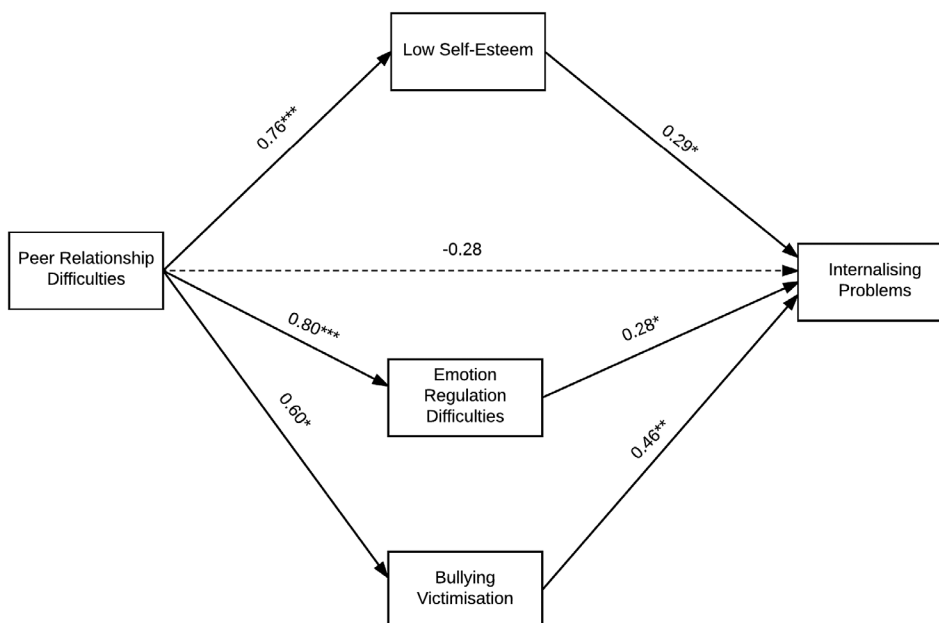 Low Self-Esteem
0.76***
0.29*
Peer Relationship
Difficulties
-0.28
Internalising
Problems
0.80***
0.28*
Emotion
Regulation
Difficulties
0.60*
0.46**
Bullying
Victimisation